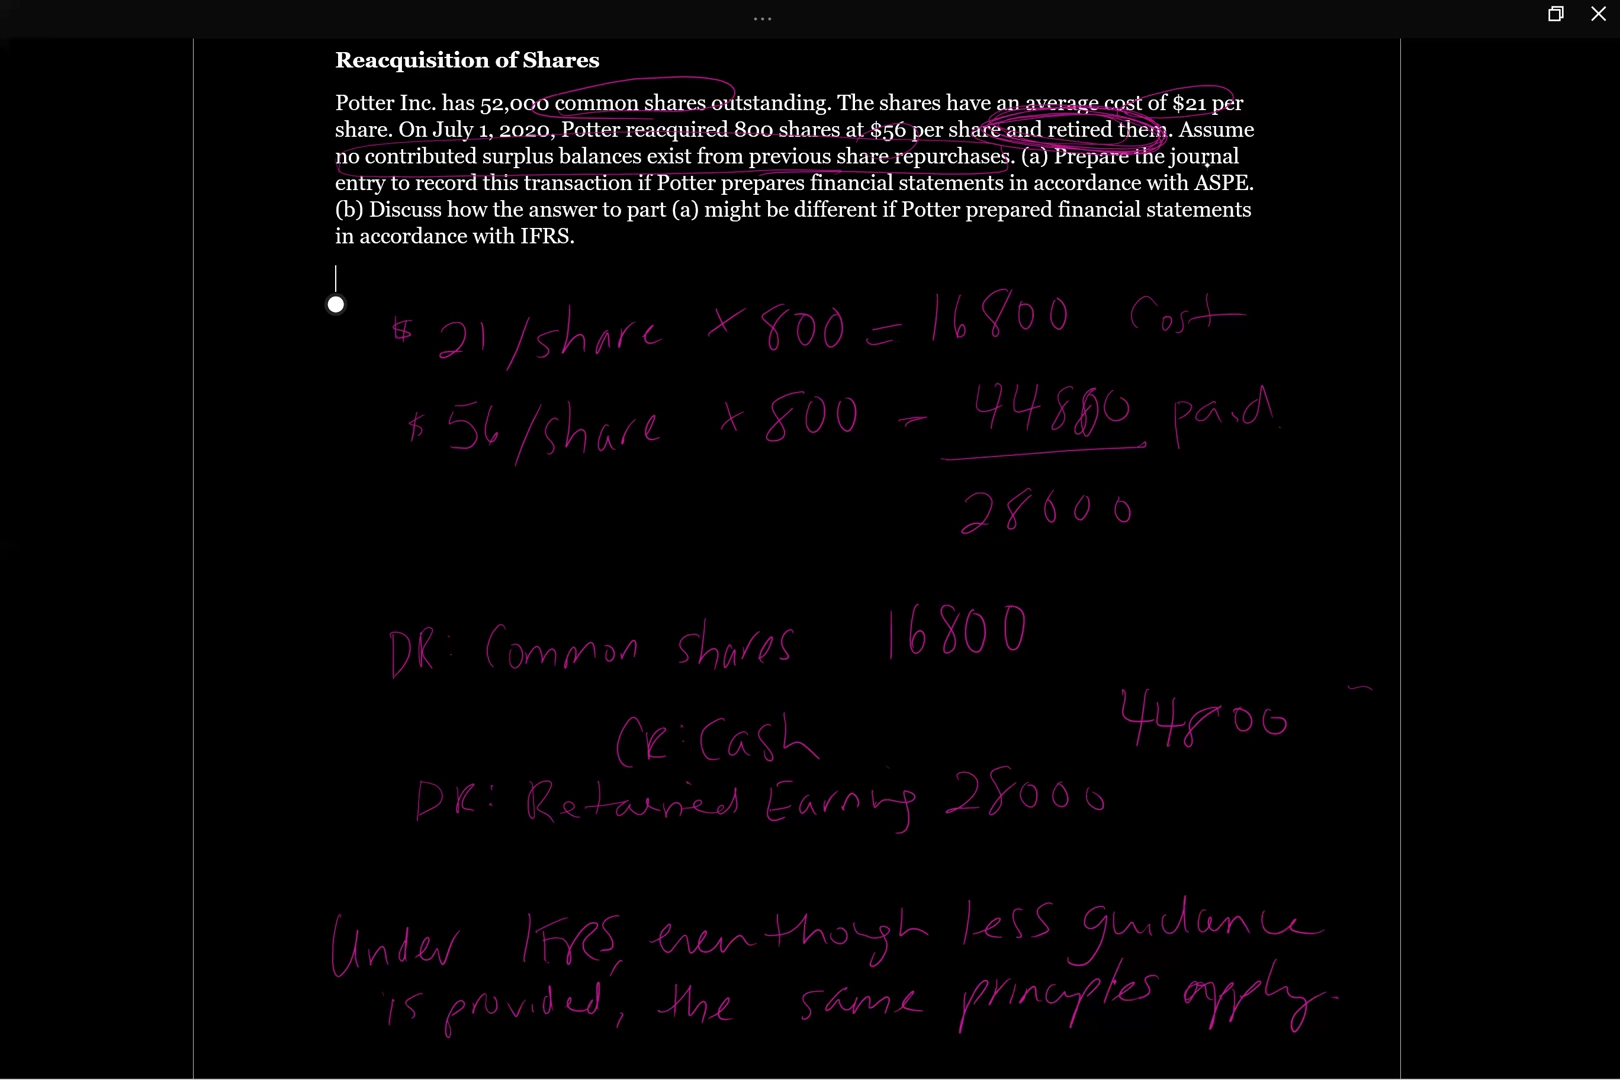 Reacquisition of Shares
Potter Inc. has 52,000 common shares outstanding. The shares have an average cost of $21 per
share. On July 1, 2020, Potter reacquired 800 shares at $56 per share and retired them. Assume
no contributed surplus balances exist from previous share repurchases. (a) Prepare the journal
entry to record this transaction if Potter prepares financial statements in accordance with ASPE.
(b) Discuss how the answer to part (a) might be different if Potter prepared financial statements
in accordance with IFRS.
$ 21/share × 800 = 16800 Cost
$ 56/share × 800 - 44800 paid
28000
DR: Common shares 16800
CR: Cash 44800
DR: Retained Earning 28000
Under IFRS, even though less guidance
is provided, the same principles apply.